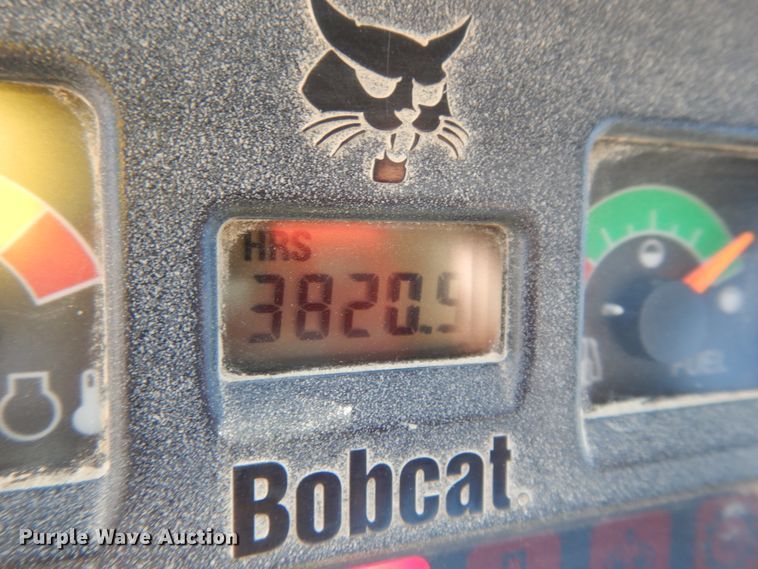 HRS
3820.9
FUEL
Bobcat
Purple Wave Auction